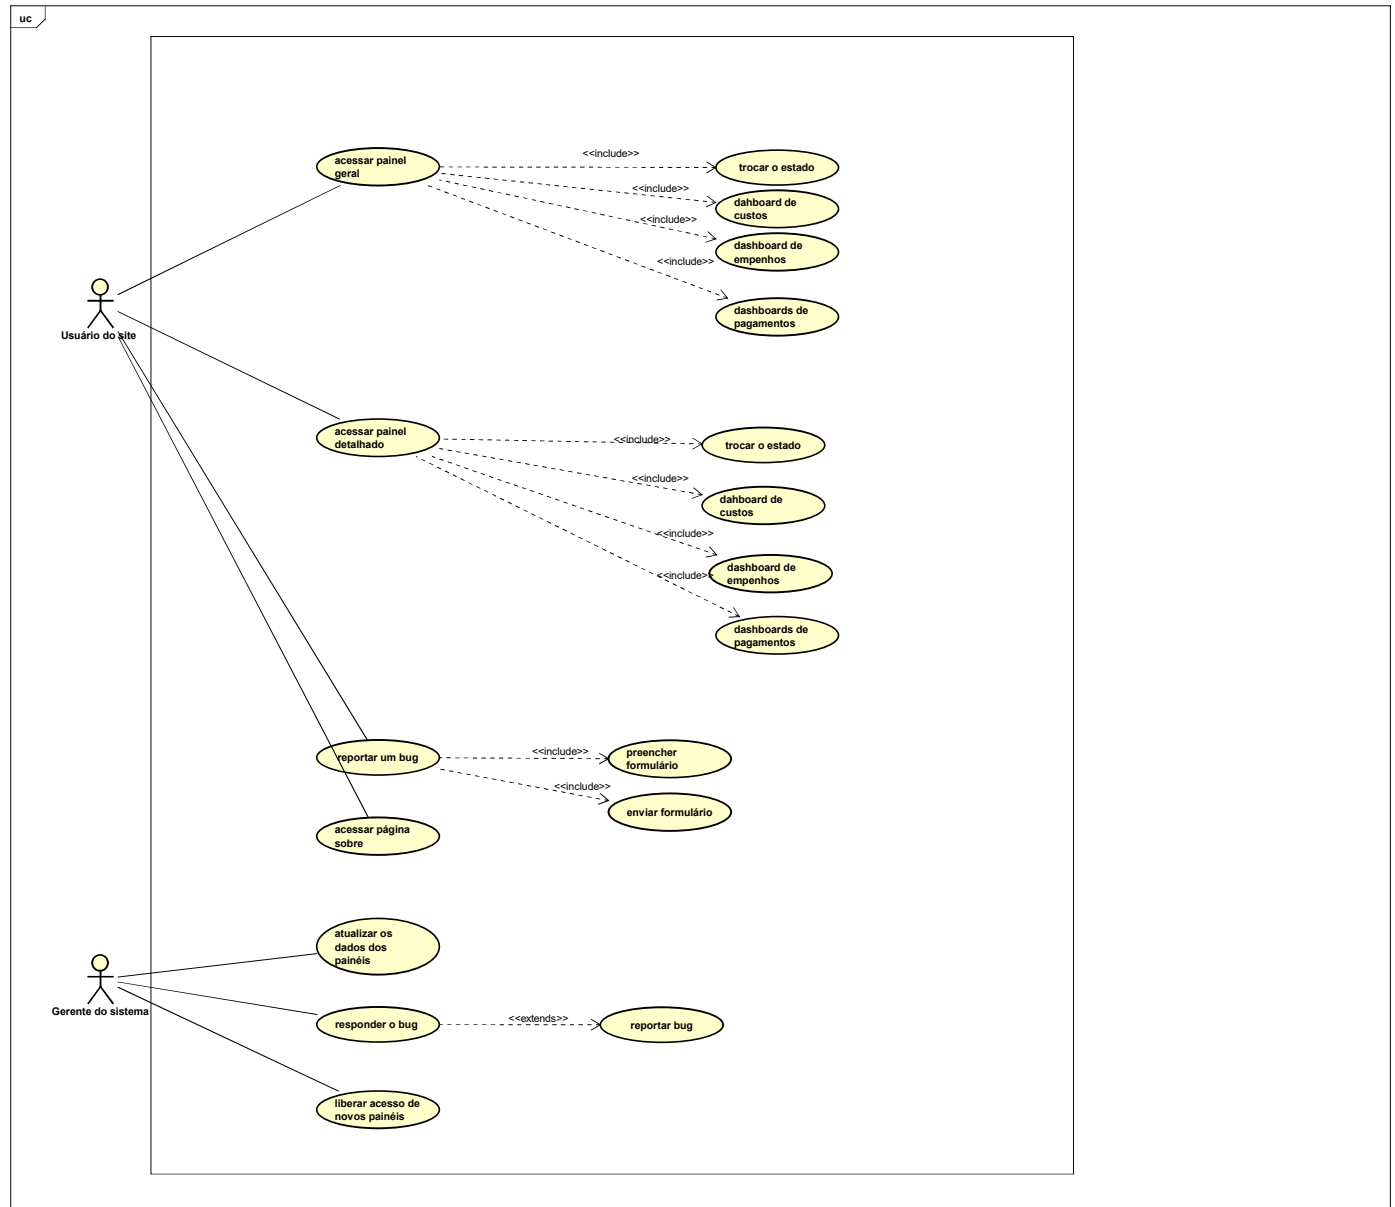 uc
acessar painel
geral
<<include>>
trocar o estado
<<include>>
dahboard de
custos
<<include>>
dashboard de
empenhos
<<include>>
dashboards de
pagamentos
Usuário do site
acessar painel
detalhado
<<include>>
trocar o estado
<<include>>
dahboard de
custos
<<include>>
dashboard de
empenhos
<<include>>
dashboards de
pagamentos
reportar um bug
<<include>>
preencher
formulário
<<include>>
enviar formulário
acessar página
sobre
atualizar os
dados dos
painéis
Gerente do sistema
responder o bug
<<extends>>
reportar bug
liberar acesso de
novos painéis